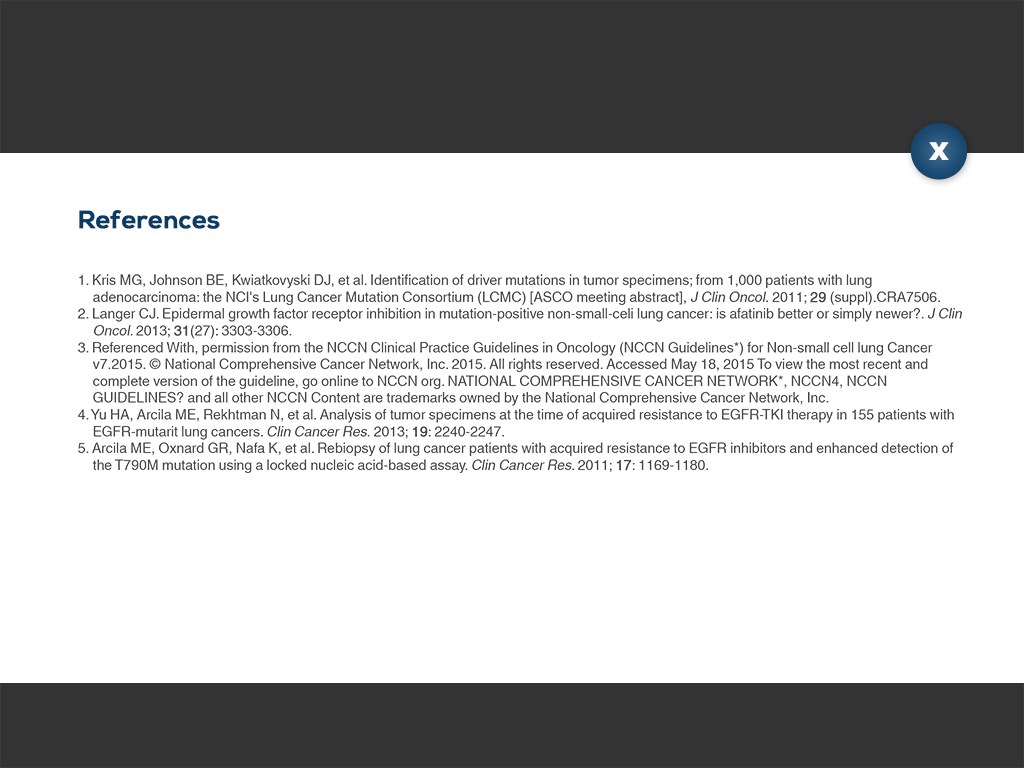 X
References
1. Kris MG, Johnson BE, Kwiatkovyski DJ, et al. Identification of driver mutations in tumor specimens; from 1,000 patients with lung
adenocarcinoma: the NCI's Lung Cancer Mutation Consortium (LCMC) [ASCO meeting abstract], J Clin Oncol. 2011; 29 (suppl).CRA7506.
2. Langer CJ. Epidermal growth factor receptor inhibition in mutation-positive non-small-celi lung cancer: is afatinib better or simply newer?. J Clin
Oncol. 2013; 31(27): 3303-3306.
3. Referenced With, permission from the NCCN Clinical Practice Guidelines in Oncology (NCCN Guidelines*) for Non-small cell lung Cancer
v7.2015. © National Comprehensive Cancer Network, Inc. 2015. All rights reserved. Accessed May 18, 2015 To view the most recent and
complete version of the guideline, go online to NCCN org. NATIONAL COMPREHENSIVE CANCER NETWORK*, NCCN4, NCCN
GUIDELINES? and all other NCCN Content are trademarks owned by the National Comprehensive Cancer Network, Inc.
4. Yu HA, Arcila ME, Rekhtman N, et al. Analysis of tumor specimens at the time of acquired resistance to EGFR-TKI therapy in 155 patients with
EGFR-mutarit lung cancers. Clin Cancer Res. 2013; 19: 2240-2247.
5. Arcila ME, Oxnard GR, Nafa K, et al. Rebiopsy of lung cancer patients with acquired resistance to EGFR inhibitors and enhanced detection of
the T790M mutation using a locked nucleic acid-based assay. Clin Cancer Res. 2011; 17: 1169-1180.